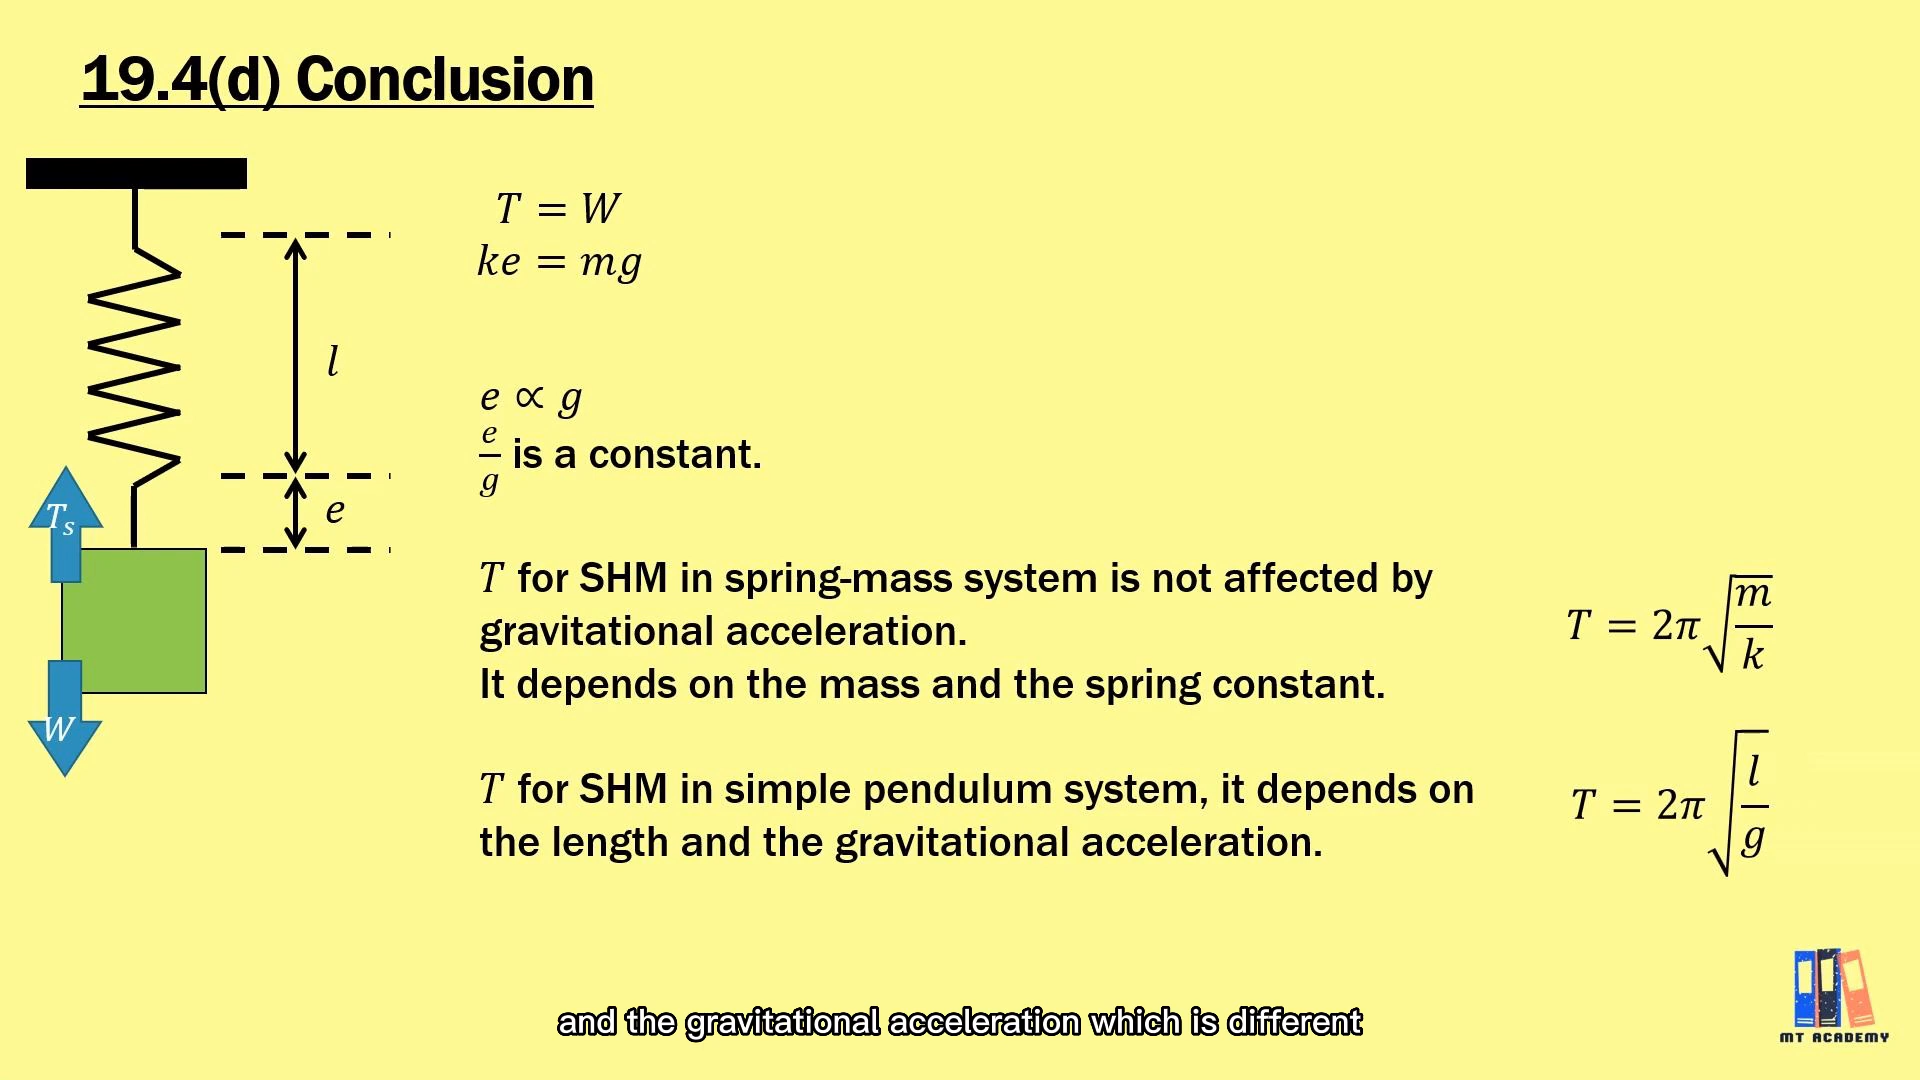 19.4(d) Conclusion
T = W
ke = mg
l
e ∝ g
e/g is a constant.
e
T_s
T for SHM in spring-mass system is not affected by
gravitational acceleration.
It depends on the mass and the spring constant.
T = 2π√(m/k)
W
T for SHM in simple pendulum system, it depends on
the length and the gravitational acceleration.
T = 2π√(l/g)
and the gravitational acceleration which is different
MT ACADEMY